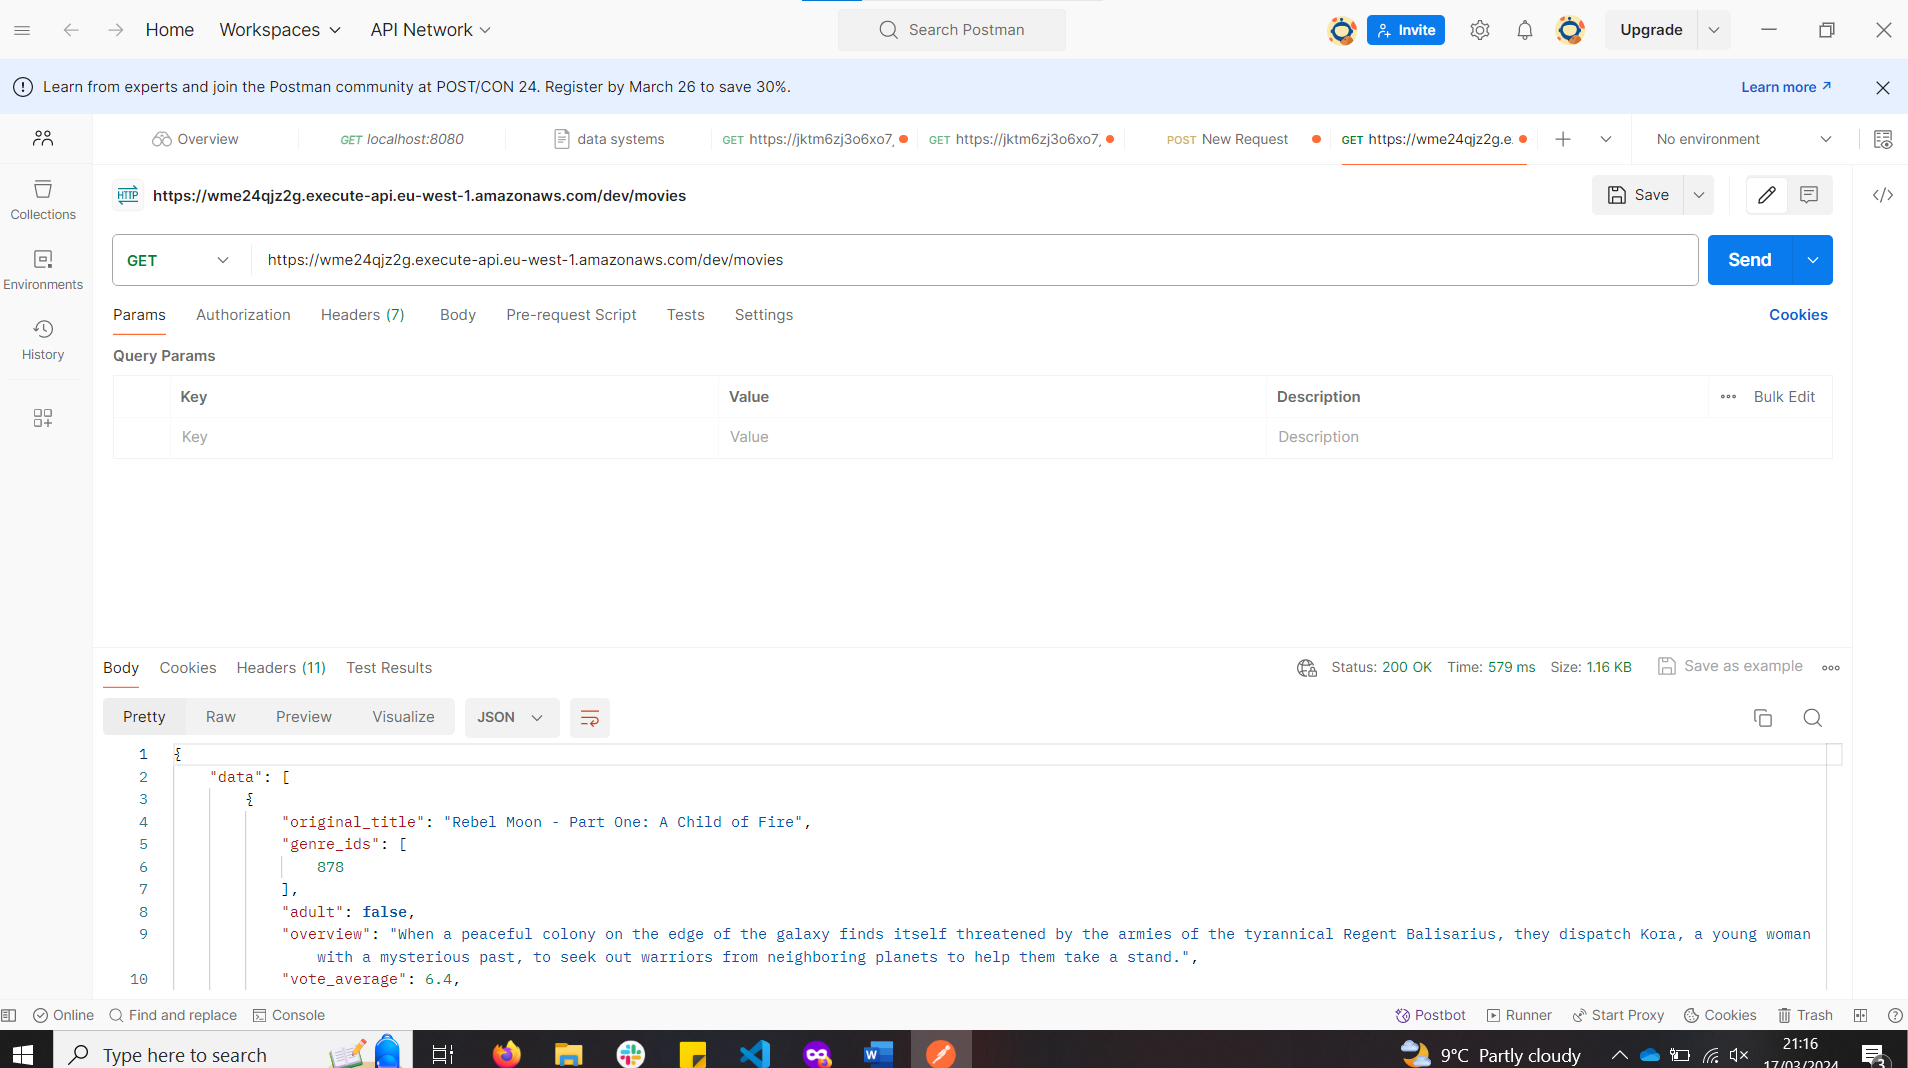 Home Workspaces API Network Search Postman Invite Upgrade
Learn from experts and join the Postman community at POST/CON 24. Register by March 26 to save 30%. Learn more
Overview GET localhost:8080 data systems GET https://jktm6zj3o6xo7, GET https://jktm6zj3o6xo7, POST New Request GET https://wme24qjz2g.e. No environment
HTTP https://wme24qjz2g.execute-api.eu-west-1.amazonaws.com/dev/movies Save
Collections
GET https://wme24qjz2g.execute-api.eu-west-1.amazonaws.com/dev/movies Send
Environments
Params Authorization Headers (7) Body Pre-request Script Tests Settings Cookies
History
Query Params
Key Value Description Bulk Edit
Key Value Description
Body Cookies Headers (11) Test Results Status: 200 OK Time: 579 ms Size: 1.16 KB Save as example
Pretty Raw Preview Visualize JSON
1 {
2 "data": [
3 {
4 "original_title": "Rebel Moon - Part One: A Child of Fire",
5 "genre_ids": [
6 878
7 ],
8 "adult": false,
9 "overview": "When a peaceful colony on the edge of the galaxy finds itself threatened by the armies of the tyrannical Regent Balisarius, they dispatch Kora, a young woman
with a mysterious past, to seek out warriors from neighboring planets to help them take a stand.",
10 "vote_average": 6.4,
Online Find and replace Console Postbot Runner Start Proxy Cookies Trash
Type here to search 9°C Partly cloudy 21:16
17/03/2024 3